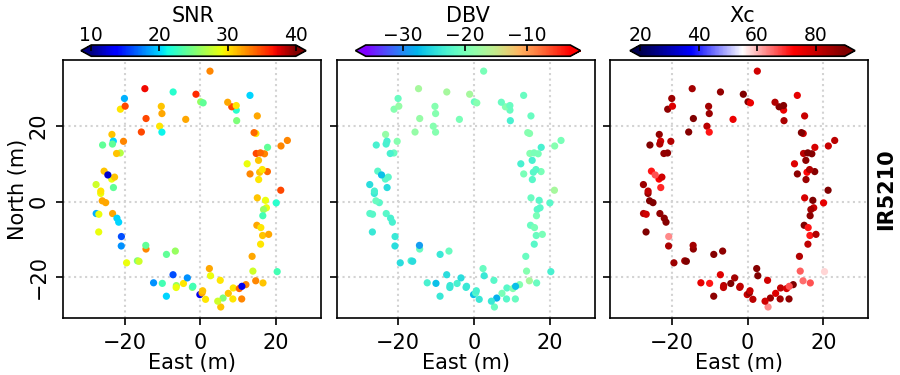 SNR DBV Xc
10 20 30 40 −30 −20 −10 20 40 60 80
North (m)
20
0
−20
−20 0 20 −20 0 20 −20 0 20
East (m) East (m) East (m)
IR5210